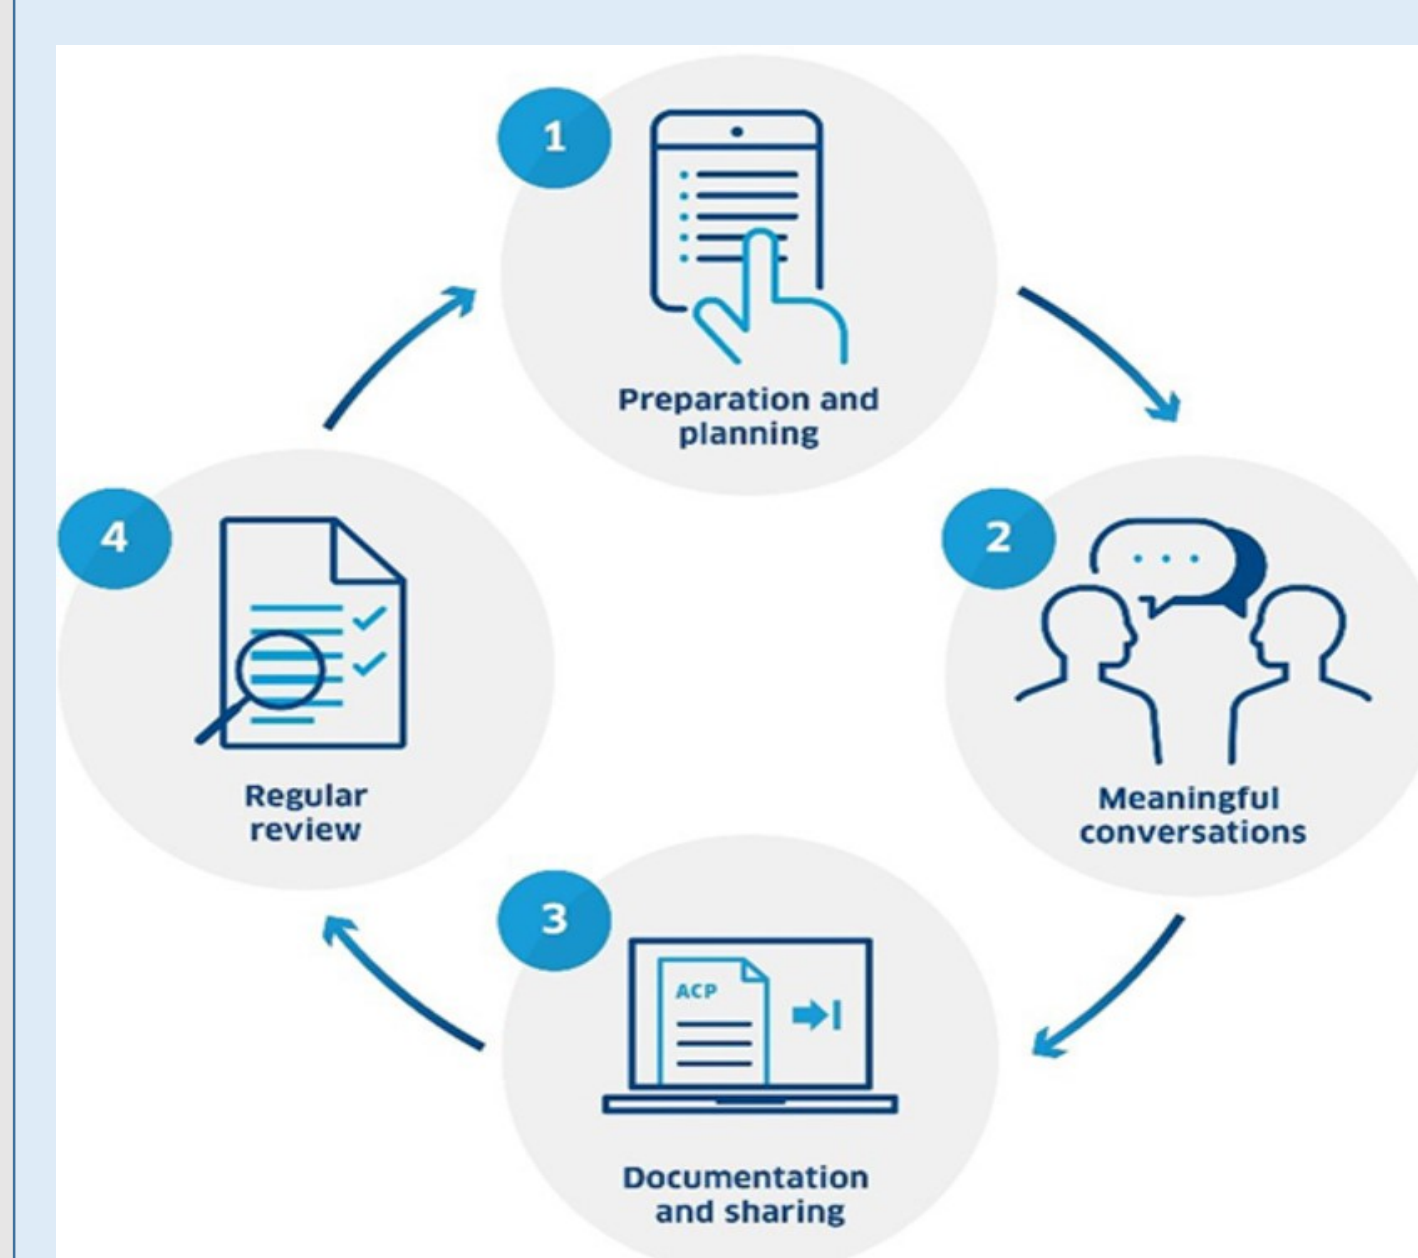 1
Preparation and
planning
2
Meaningful
conversations
3
ACP
Documentation
and sharing
4
Regular
review